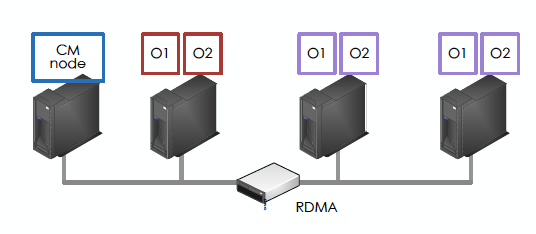 CM
node
O1 O2
O1 O2
O1 O2
RDMA